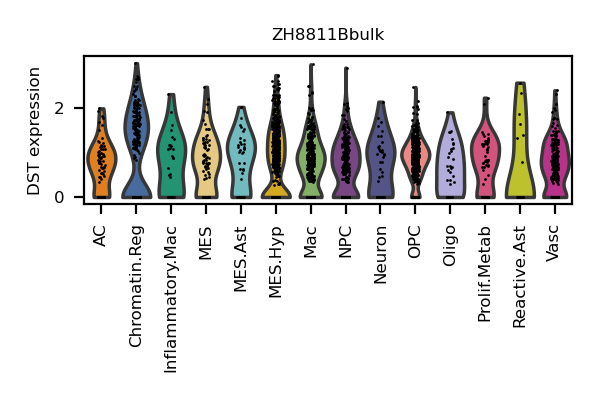 ZH8811Bbulk
DST expression
2
0
AC
Chromatin.Reg
Inflammatory.Mac
MES
MES.Ast
MES.Hyp
Mac
NPC
Neuron
OPC
Oligo
Prolif.Metab
Reactive.Ast
Vasc